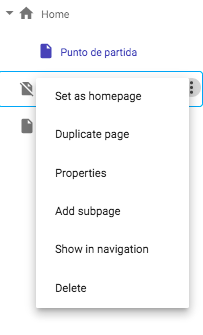 Home
Punto de partida
Set as homepage
Duplicate page
Properties
Add subpage
Show in navigation
Delete